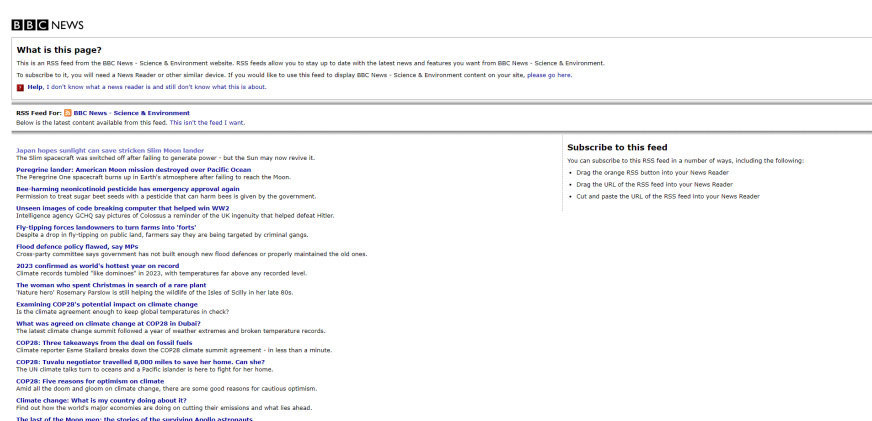 BBC NEWS
What is this page?
This is an RSS feed from the BBC News - Science & Environment website. RSS feeds allow you to stay up to date with the latest news and features you want from BBC News - Science & Environment.
To subscribe to it, you will need a News Reader or other similar device. If you would like to use this feed to display BBC News - Science & Environment content on your site, please go here.
? Help, I don't know what a news reader is and still don't know what this is about.
RSS Feed For: BBC News - Science & Environment
Below is the latest content available from this feed. This isn't the feed I want.
Japan hopes sunlight can save stricken Slim Moon lander
The Slim spacecraft was switched off after failing to generate power - but the Sun may now revive it.
Peregrine lander: American Moon mission destroyed over Pacific Ocean
The Peregrine One spacecraft burns up in Earth's atmosphere after failing to reach the Moon.
Bee-harming neonicotinoid pesticide has emergency approval again
Permission to treat sugar beet seeds with a pesticide that can harm bees is given by the government.
Unseen images of code breaking computer that helped win WW2
Intelligence agency GCHQ say pictures of Colossus a reminder of the UK ingenuity that helped defeat Hitler.
Fly-tipping forces landowners to turn farms into 'forts'
Despite a drop in fly-tipping on public land, farmers say they are being targeted by criminal gangs.
Flood defence policy flawed, say MPs
Cross-party committee says government has not built enough new flood defences or properly maintained the old ones.
2023 confirmed as world's hottest year on record
Climate records tumbled "like dominoes" in 2023, with temperatures far above any recorded level.
The woman who spent Christmas in search of a rare plant
'Nature hero' Rosemary Parslow is still helping the wildlife of the Isles of Scilly in her late 80s.
Examining COP28's potential impact on climate change
Is the climate agreement enough to keep global temperatures in check?
What was agreed on climate change at COP28 in Dubai?
The latest climate change summit followed a year of weather extremes and broken temperature records.
COP28: Three takeaways from the deal on fossil fuels
Climate reporter Esme Stallard breaks down the COP28 climate summit agreement - in less than a minute.
COP28: Tuvalu negotiator travelled 8,000 miles to save her home. Can she?
The UN climate talks turn to oceans and a Pacific islander is here to fight for her home.
COP28: Five reasons for optimism on climate
Amid all the doom and gloom on climate change, there are some good reasons for cautious optimism.
Climate change: What is my country doing about it?
Find out how the world's major economies are doing on cutting their emissions and what lies ahead.
The last of the Moon men: the stories of the surviving Apollo astronauts
Subscribe to this feed
You can subscribe to this RSS feed in a number of ways, including the following:
• Drag the orange RSS button into your News Reader
• Drag the URL of the RSS feed into your News Reader
• Cut and paste the URL of the RSS feed into your News Reader